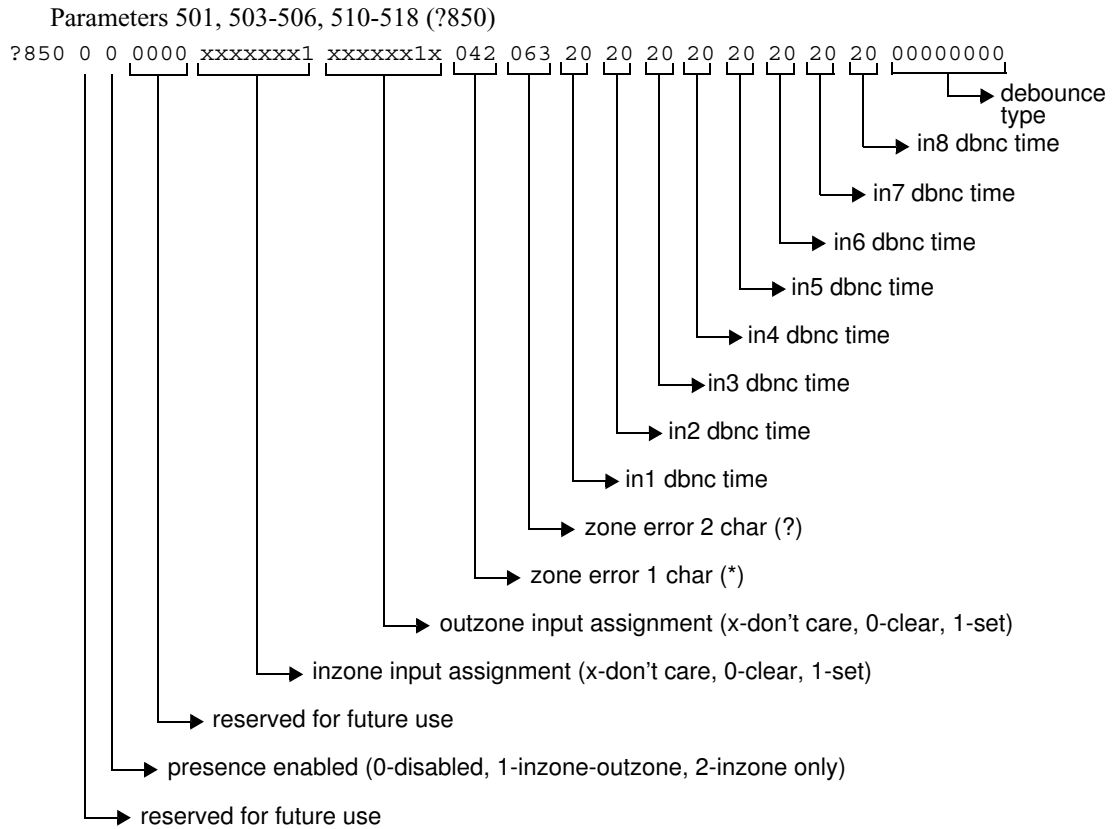 Parameters 501, 503-506, 510-518 (?850)
?850 0 0 0000 xxxxxxx1 xxxxxx1x 042 063 20 20 20 20 20 20 20 20 00000000
debounce
type
in8 dbnc time
in7 dbnc time
in6 dbnc time
in5 dbnc time
in4 dbnc time
in3 dbnc time
in2 dbnc time
in1 dbnc time
zone error 2 char (?)
zone error 1 char (*)
outzone input assignment (x-don't care, 0-clear, 1-set)
inzone input assignment (x-don't care, 0-clear, 1-set)
reserved for future use
presence enabled (0-disabled, 1-inzone-outzone, 2-inzone only)
reserved for future use